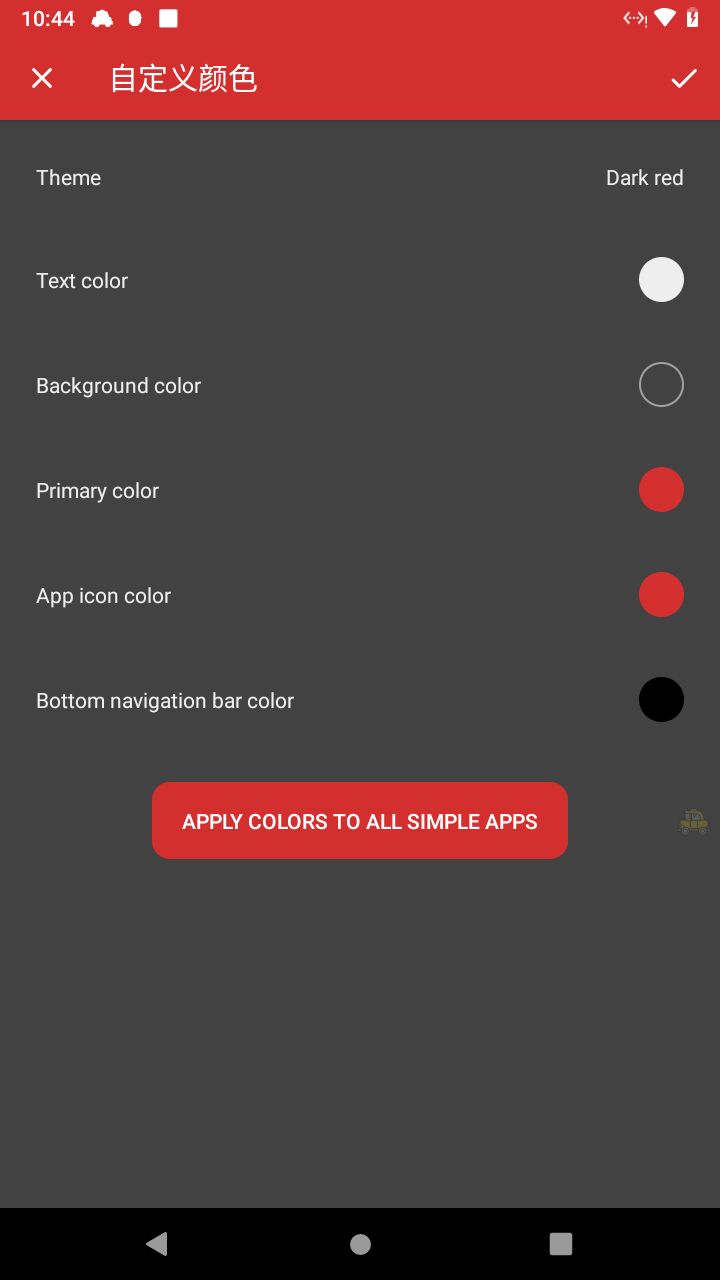 10:44
自定义颜色
Theme
Dark red
Text color
Background color
Primary color
App icon color
Bottom navigation bar color
APPLY COLORS TO ALL SIMPLE APPS